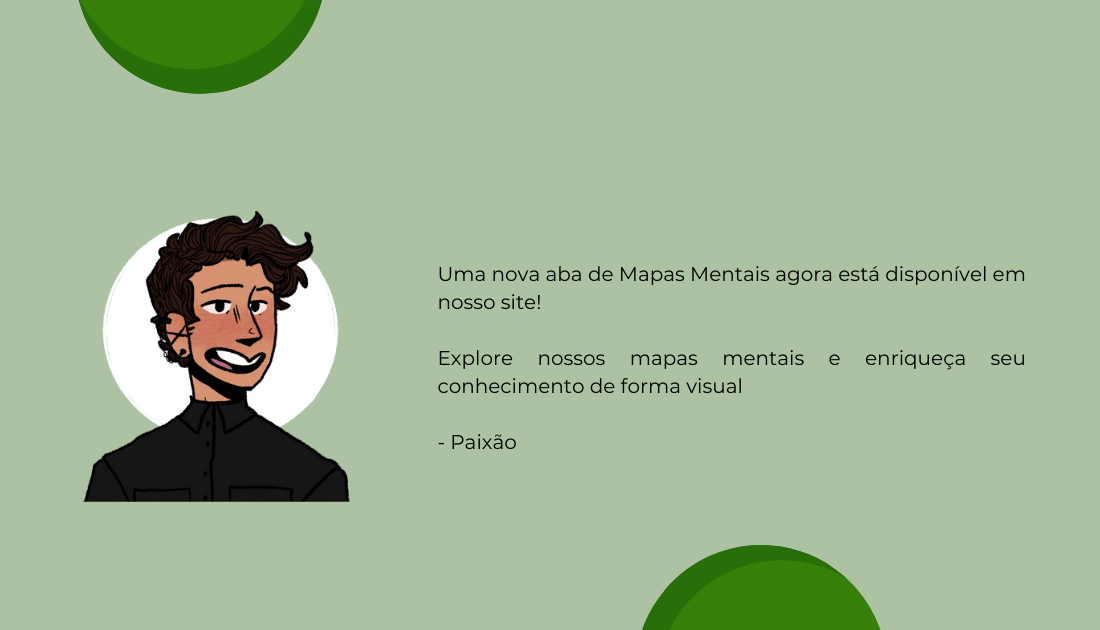 Uma nova aba de Mapas Mentais agora está disponível em
nosso site!
Explore nossos mapas mentais e enriqueça seu
conhecimento de forma visual
- Paixão